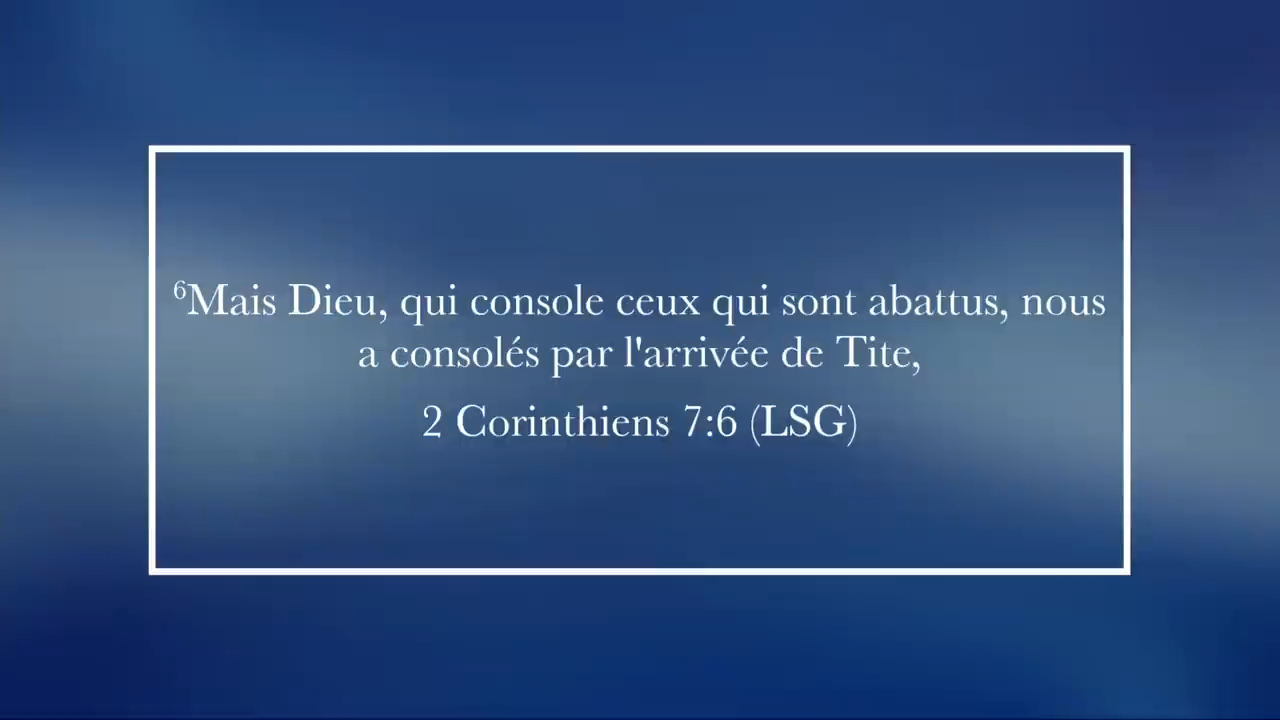 ⁶Mais Dieu, qui console ceux qui sont abattus, nous
a consolés par l'arrivée de Tite,
2 Corinthiens 7:6 (LSG)